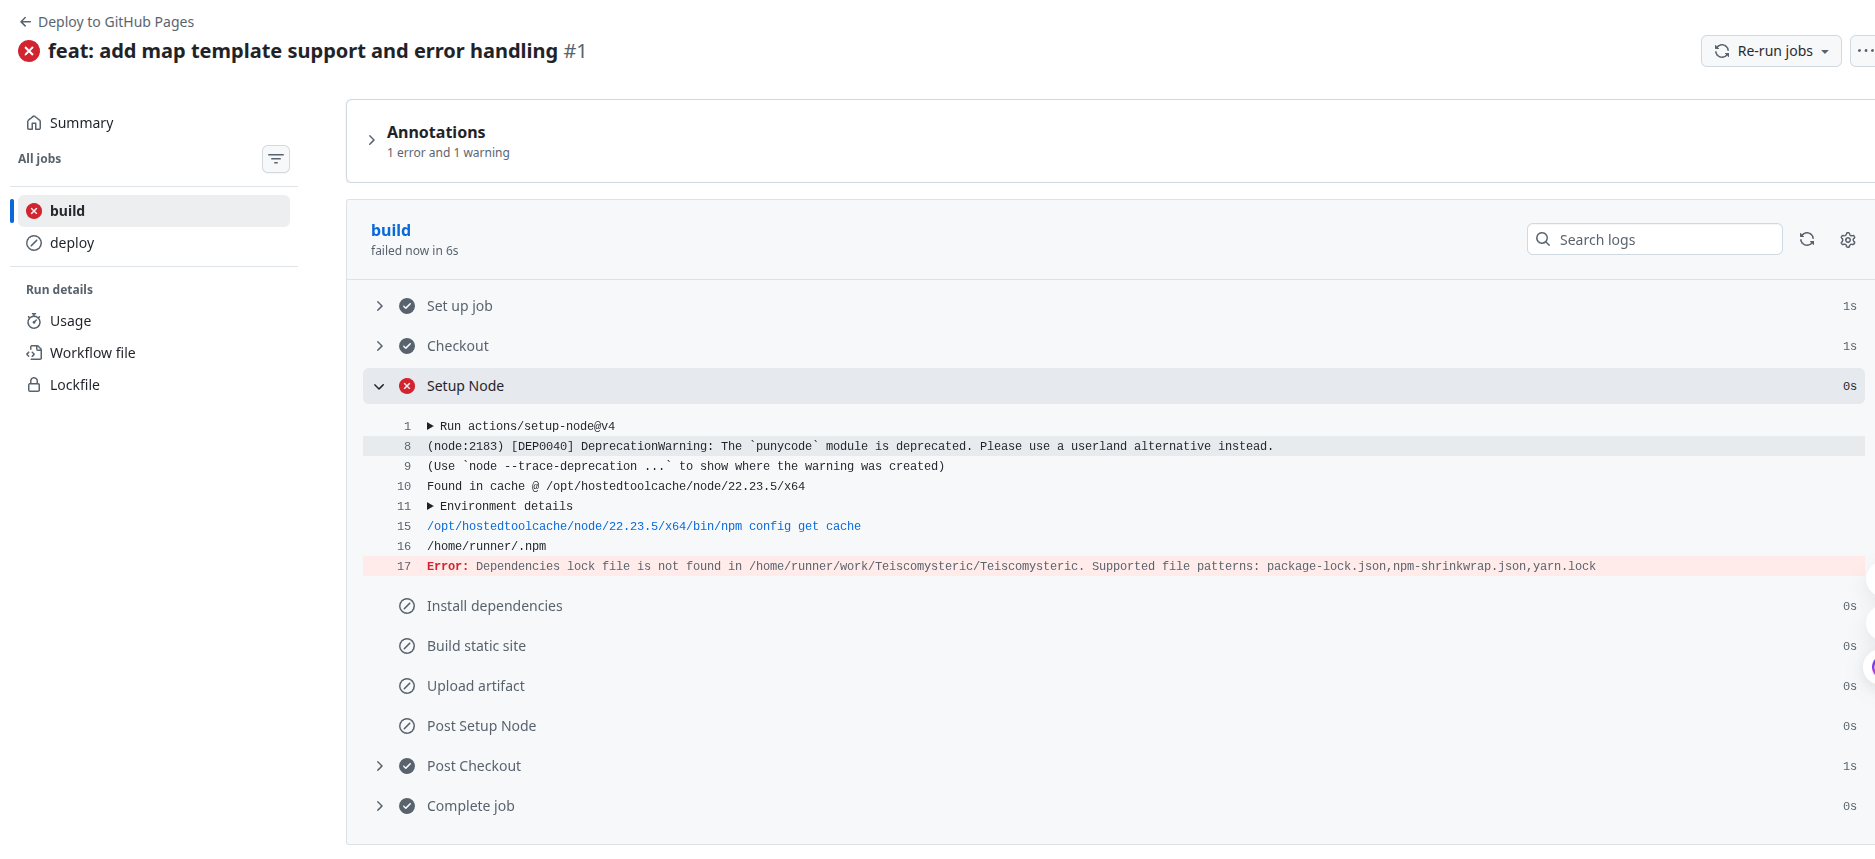 Deploy to GitHub Pages
feat: add map template support and error handling #1
Re-run jobs
Summary
All jobs
build
deploy
Run details
Usage
Workflow file
Lockfile
Annotations
1 error and 1 warning
build
failed now in 6s
Search logs
Set up job 1s
Checkout 1s
Setup Node 0s
1 Run actions/setup-node@v4
8 (node:2183) [DEP0040] DeprecationWarning: The `punycode` module is deprecated. Please use a userland alternative instead.
9 (Use `node --trace-deprecation ...` to show where the warning was created)
10 Found in cache @ /opt/hostedtoolcache/node/22.23.5/x64
11 Environment details
15 /opt/hostedtoolcache/node/22.23.5/x64/bin/npm config get cache
16 /home/runner/.npm
17 Error: Dependencies lock file is not found in /home/runner/work/Teiscomysteric/Teiscomysteric. Supported file patterns: package-lock.json,npm-shrinkwrap.json,yarn.lock
Install dependencies 0s
Build static site 0s
Upload artifact 0s
Post Setup Node 0s
Post Checkout 1s
Complete job 0s